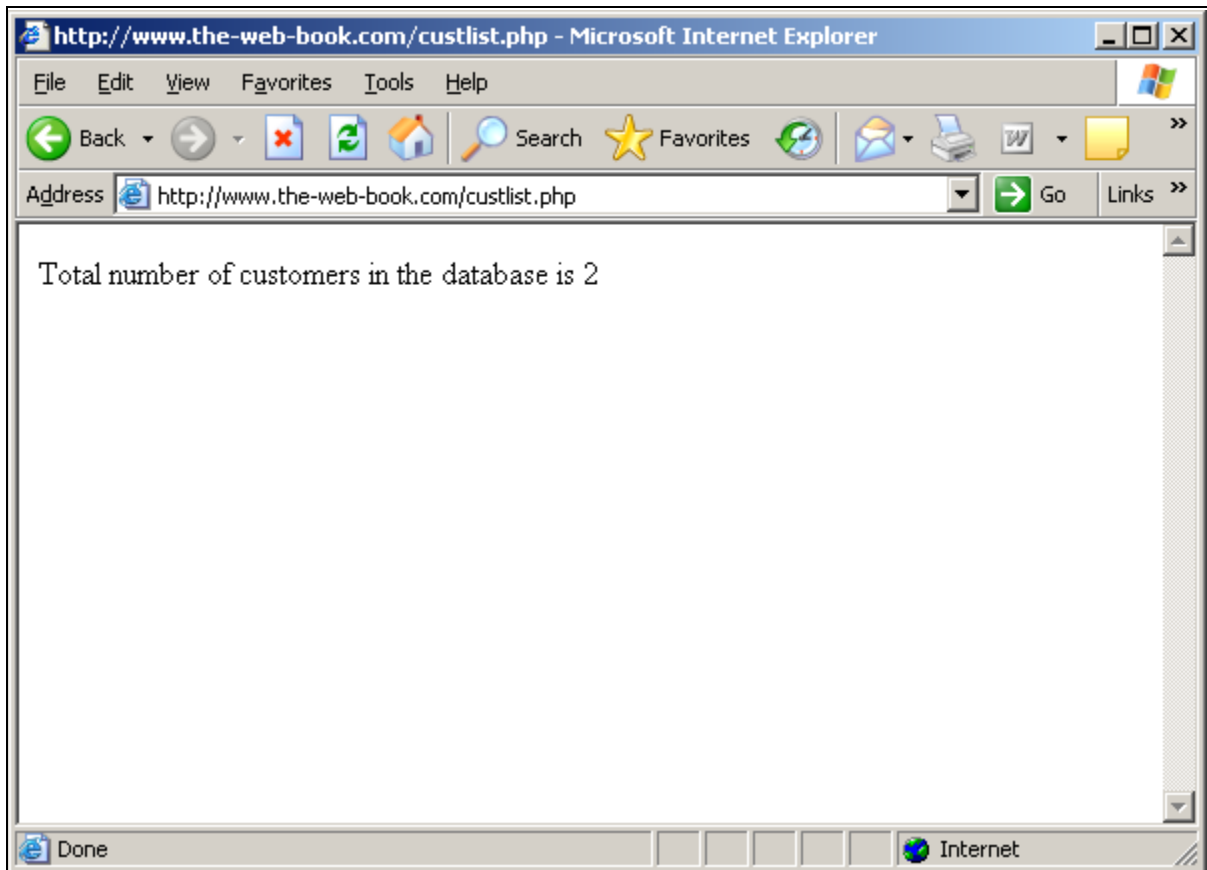 http://www.the-web-book.com/custlist.php - Microsoft Internet Explorer
File Edit View Favorites Tools Help
Back Search Favorites W »
Address http://www.the-web-book.com/custlist.php Go Links »
Total number of customers in the database is 2
Done Internet